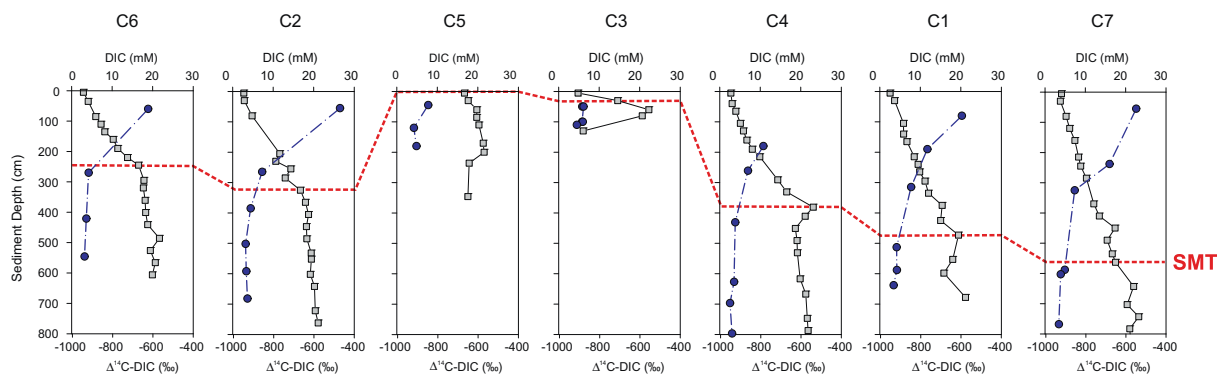 C6 C2 C5 C3 C4 C1 C7
DIC (mM) DIC (mM) DIC (mM) DIC (mM) DIC (mM) DIC (mM) DIC (mM)
0 10 20 30 0 10 20 30 0 10 20 30 0 10 20 30 0 10 20 30 0 10 20 30 0 10 20 30
0
100
200
300
400
500
600
700
800
Sediment Depth (cm)
SMT
-1000 -800 -600 -400 -1000 -800 -600 -400 -1000 -800 -600 -400 -1000 -800 -600 -400 -1000 -800 -600 -400 -1000 -800 -600 -400 -1000 -800 -600 -400
Δ¹⁴C-DIC (‰) Δ¹⁴C-DIC (‰) Δ¹⁴C-DIC (‰) Δ¹⁴C-DIC (‰) Δ¹⁴C-DIC (‰) Δ¹⁴C-DIC (‰) Δ¹⁴C-DIC (‰)